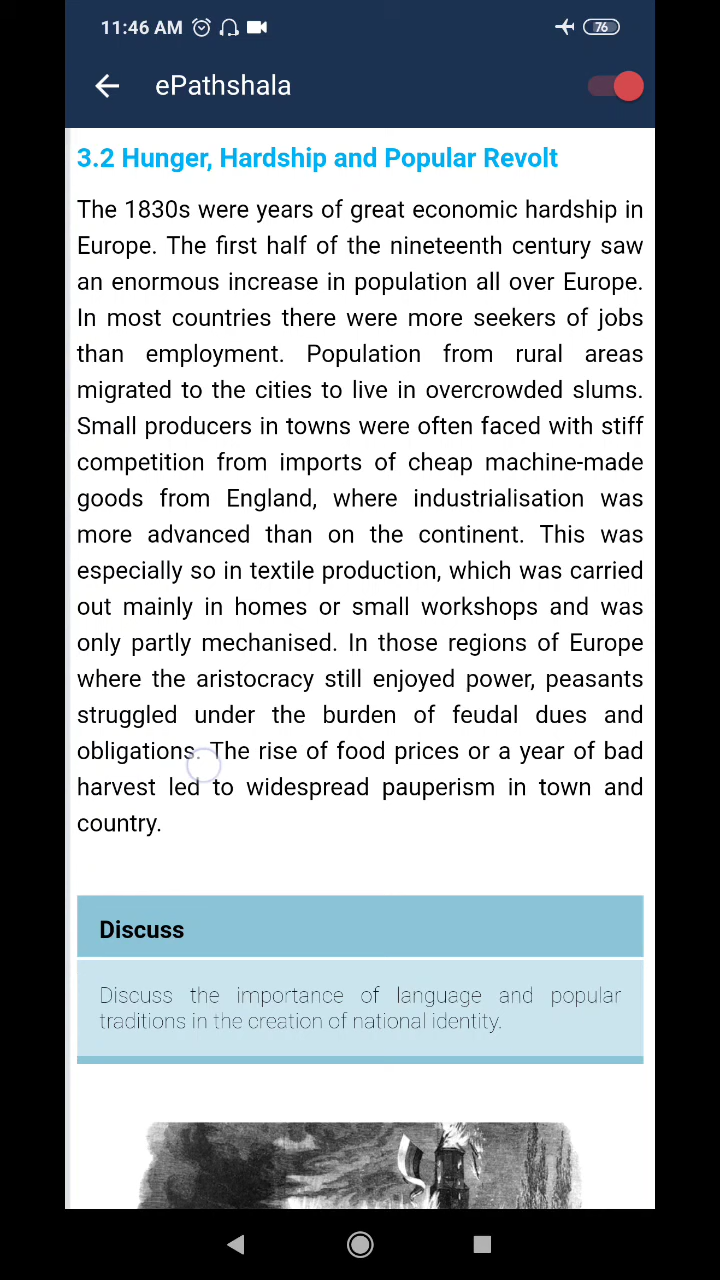 11:46 AM 76
ePathshala
3.2 Hunger, Hardship and Popular Revolt
The 1830s were years of great economic hardship in
Europe. The first half of the nineteenth century saw
an enormous increase in population all over Europe.
In most countries there were more seekers of jobs
than employment. Population from rural areas
migrated to the cities to live in overcrowded slums.
Small producers in towns were often faced with stiff
competition from imports of cheap machine-made
goods from England, where industrialisation was
more advanced than on the continent. This was
especially so in textile production, which was carried
out mainly in homes or small workshops and was
only partly mechanised. In those regions of Europe
where the aristocracy still enjoyed power, peasants
struggled under the burden of feudal dues and
obligations. The rise of food prices or a year of bad
harvest led to widespread pauperism in town and
country.
Discuss
Discuss the importance of language and popular
traditions in the creation of national identity.